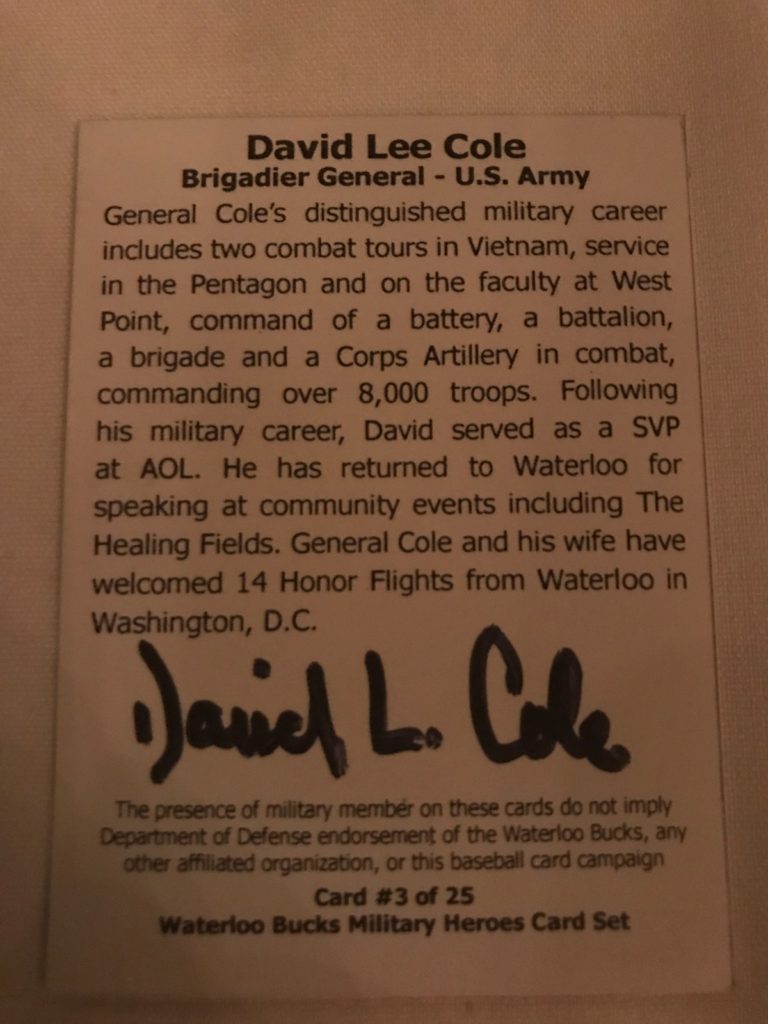 David Lee Cole
Brigadier General - U.S. Army
General Cole's distinguished military career
includes two combat tours in Vietnam, service
in the Pentagon and on the faculty at West
Point, command of a battery, a battalion,
a brigade and a Corps Artillery in combat,
commanding over 8,000 troops. Following
his military career, David served as a SVP
at AOL. He has returned to Waterloo for
speaking at community events including The
Healing Fields. General Cole and his wife have
welcomed 14 Honor Flights from Waterloo in
Washington, D.C.
David L. Cole
The presence of military member on these cards do not imply
Department of Defense endorsement of the Waterloo Bucks, any
other affiliated organization, or this baseball card campaign
Card #3 of 25
Waterloo Bucks Military Heroes Card Set